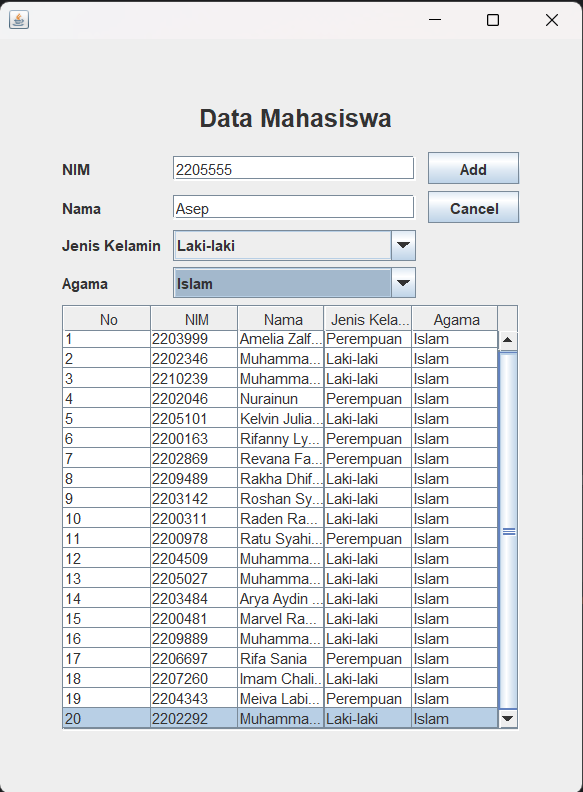 Data Mahasiswa
NIM 2205555 Add
Nama Asep Cancel
Jenis Kelamin Laki-laki
Agama Islam
No NIM Nama Jenis Kela... Agama
1 2203999 Amelia Zalf... Perempuan Islam
2 2202346 Muhamma... Laki-laki Islam
3 2210239 Muhamma... Laki-laki Islam
4 2202046 Nurainun Perempuan Islam
5 2205101 Kelvin Julia... Laki-laki Islam
6 2200163 Rifanny Ly... Perempuan Islam
7 2202869 Revana Fa... Perempuan Islam
8 2209489 Rakha Dhif... Laki-laki Islam
9 2203142 Roshan Sy... Laki-laki Islam
10 2200311 Raden Ra... Laki-laki Islam
11 2200978 Ratu Syahi... Perempuan Islam
12 2204509 Muhamma... Laki-laki Islam
13 2205027 Muhamma... Laki-laki Islam
14 2203484 Arya Aydin ... Laki-laki Islam
15 2200481 Marvel Ra... Laki-laki Islam
16 2209889 Muhamma... Laki-laki Islam
17 2206697 Rifa Sania Perempuan Islam
18 2207260 Imam Chali... Laki-laki Islam
19 2204343 Meiva Labi... Perempuan Islam
20 2202292 Muhamma... Laki-laki Islam